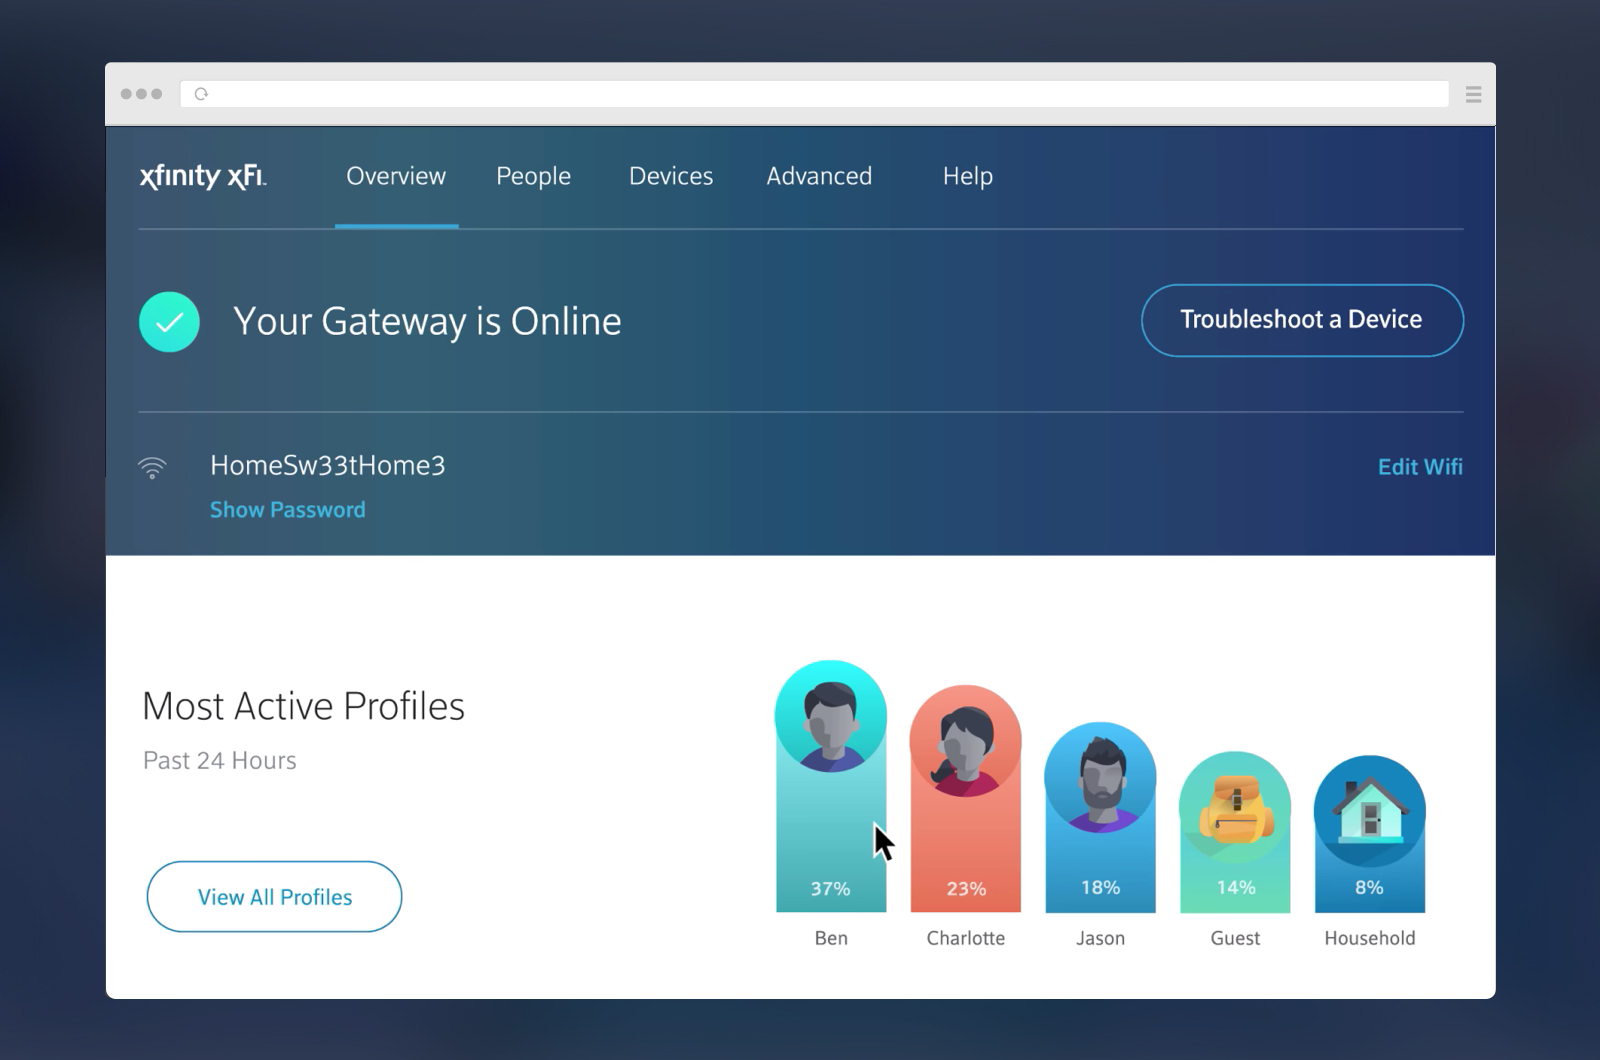 xfinity xFi™
Overview
People
Devices
Advanced
Help
Your Gateway is Online
Troubleshoot a Device
HomeSw33tHome3
Edit Wifi
Show Password
Most Active Profiles
Past 24 Hours
View All Profiles
37%
23%
18%
14%
8%
Ben
Charlotte
Jason
Guest
Household